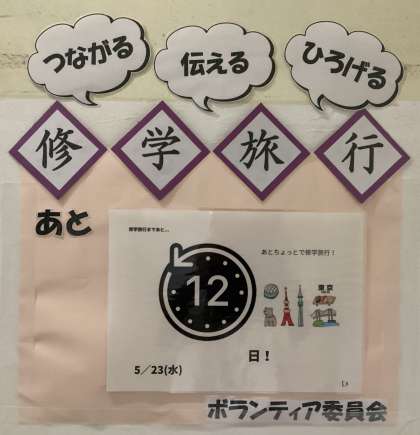 つながる
伝える
ひろげる
修学旅行
あと
修学旅行まであと...
あとちょっとで修学旅行！
12
東京
日！
5／23(水)
ボランティア委員会